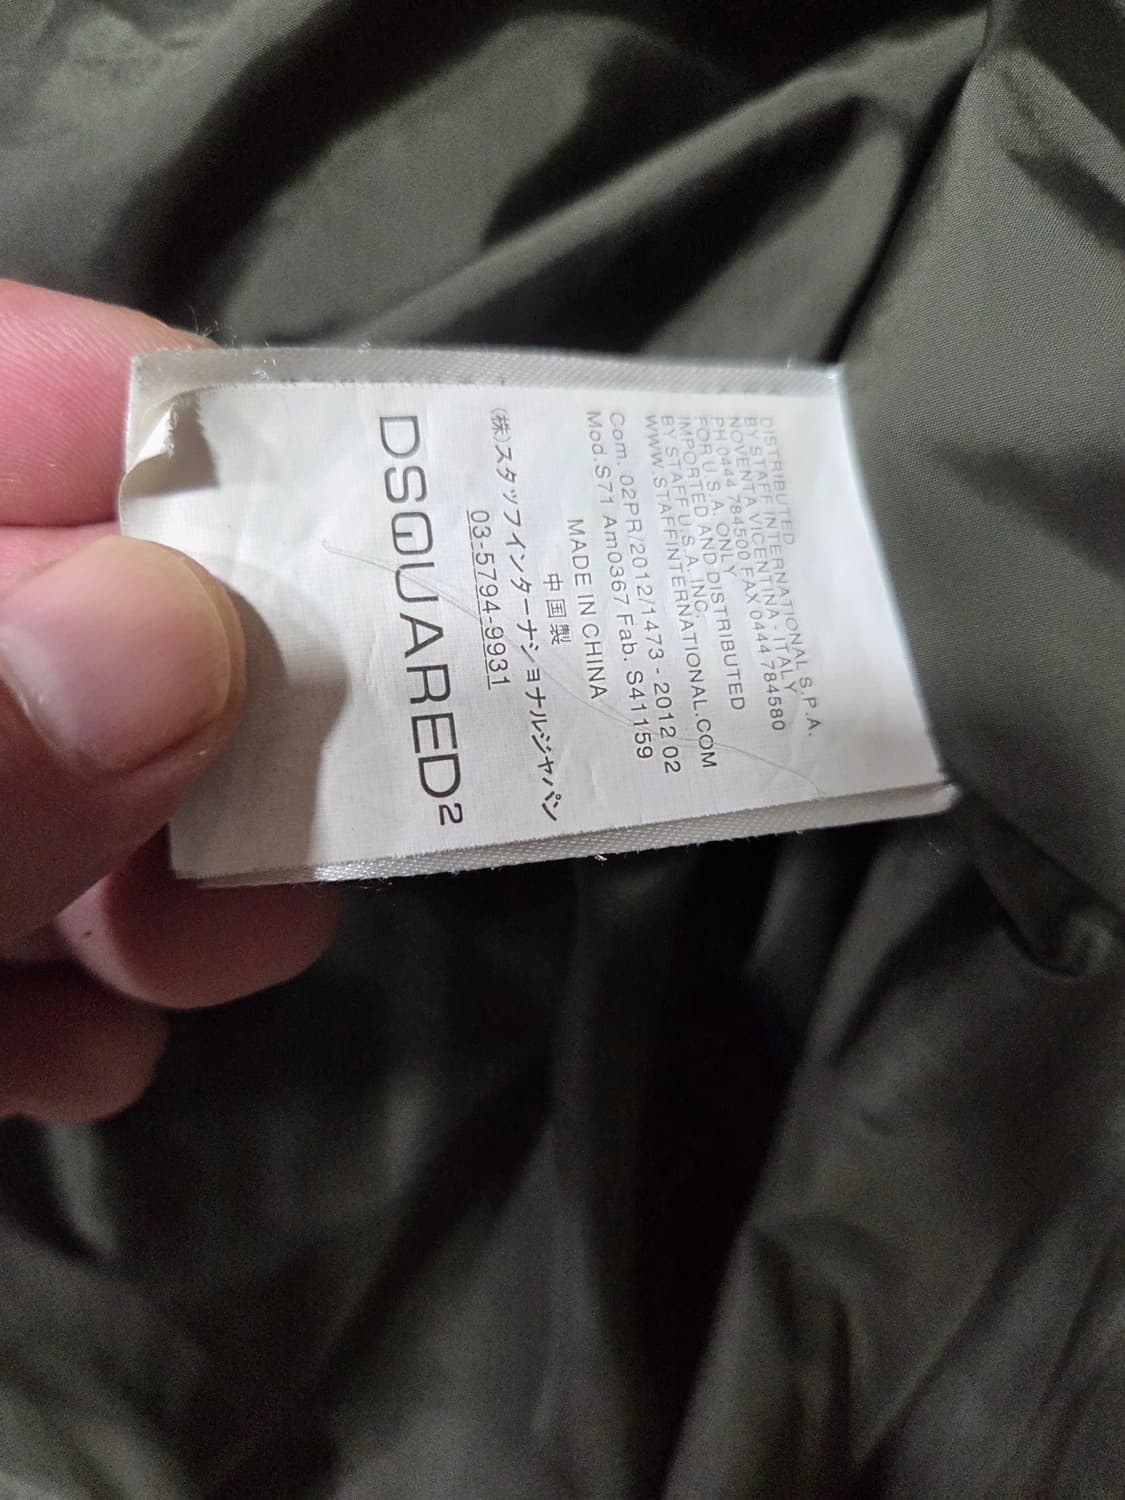 DISTRIBUTED
BY STAFF INTERNATIONAL S.P.A.
NOVENTA VICENTINA - ITALY
PH 0444 784500 FAX 0444 784580
FOR U.S.A. ONLY
IMPORTED AND DISTRIBUTED
BY STAFF U.S.A. INC.
WWW.STAFFINTERNATIONAL.COM
Com. 02PR/2012/1473 - 2012 02
Mod.S71 Am0367 Fab. S41159
MADE IN CHINA
中国製
(株)スタッフインターナショナルジャパン
03-5794-9931
DSQUARED2